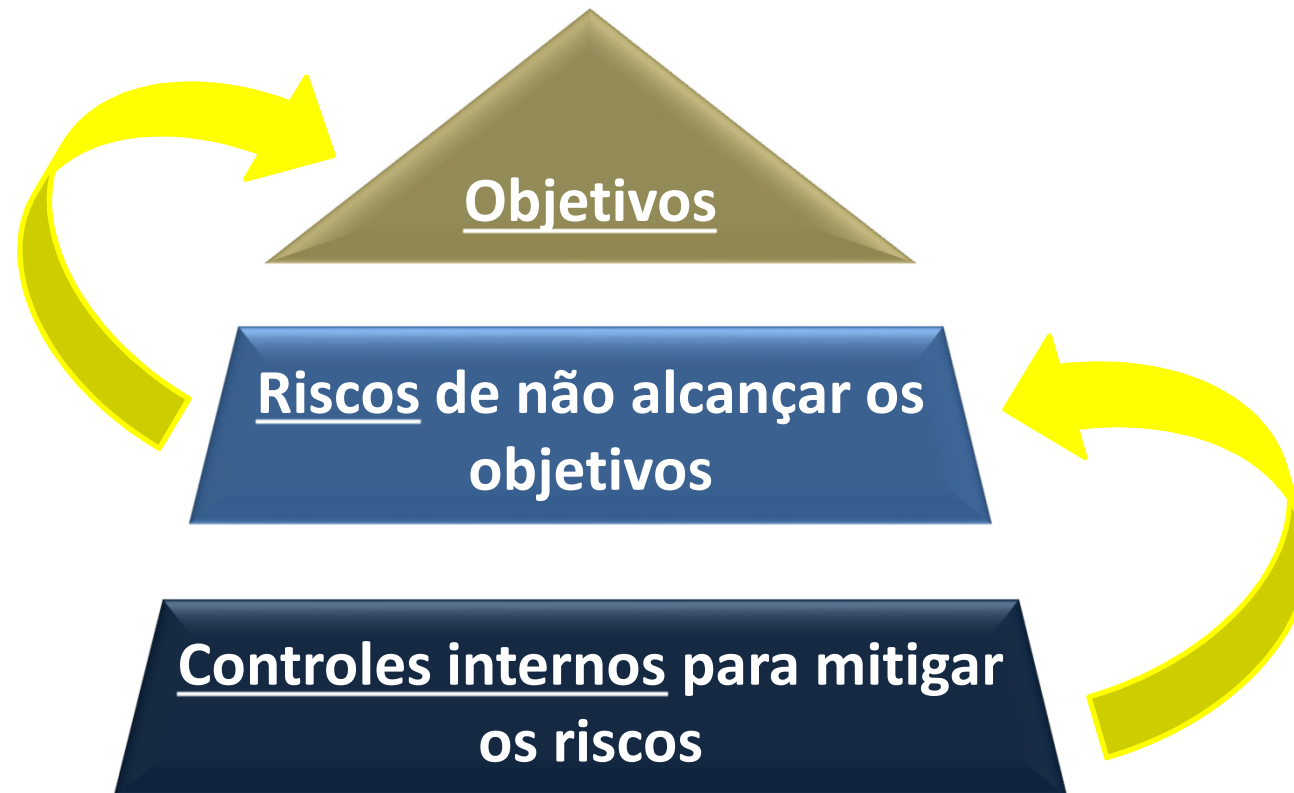 Objetivos
Riscos de não alcançar os
objetivos
Controles internos para mitigar
os riscos